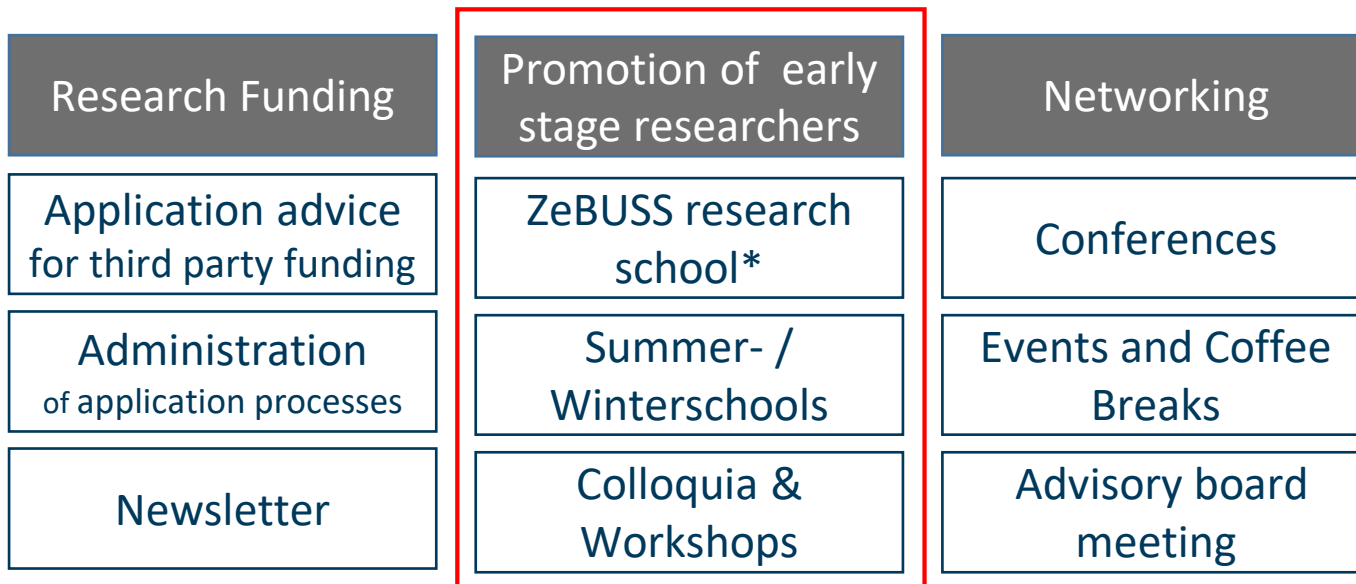 Research Funding
Application advice
for third party funding
Administration
of application processes
Newsletter
Promotion of early
stage researchers
ZeBUSS research
school*
Summer- /
Winterschools
Colloquia &
Workshops
Networking
Conferences
Events and Coffee
Breaks
Advisory board
meeting